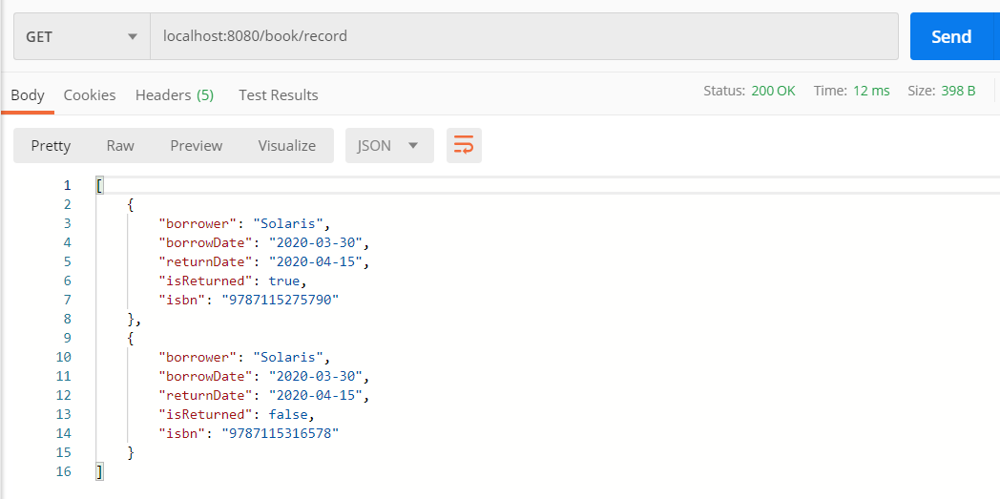 GET localhost:8080/book/record Send
Body Cookies Headers (5) Test Results Status: 200 OK Time: 12 ms Size: 398 B
Pretty Raw Preview Visualize JSON
1 [
2 {
3 "borrower": "Solaris",
4 "borrowDate": "2020-03-30",
5 "returnDate": "2020-04-15",
6 "isReturned": true,
7 "isbn": "9787115275790"
8 },
9 {
10 "borrower": "Solaris",
11 "borrowDate": "2020-03-30",
12 "returnDate": "2020-04-15",
13 "isReturned": false,
14 "isbn": "9787115316578"
15 }
16 ]